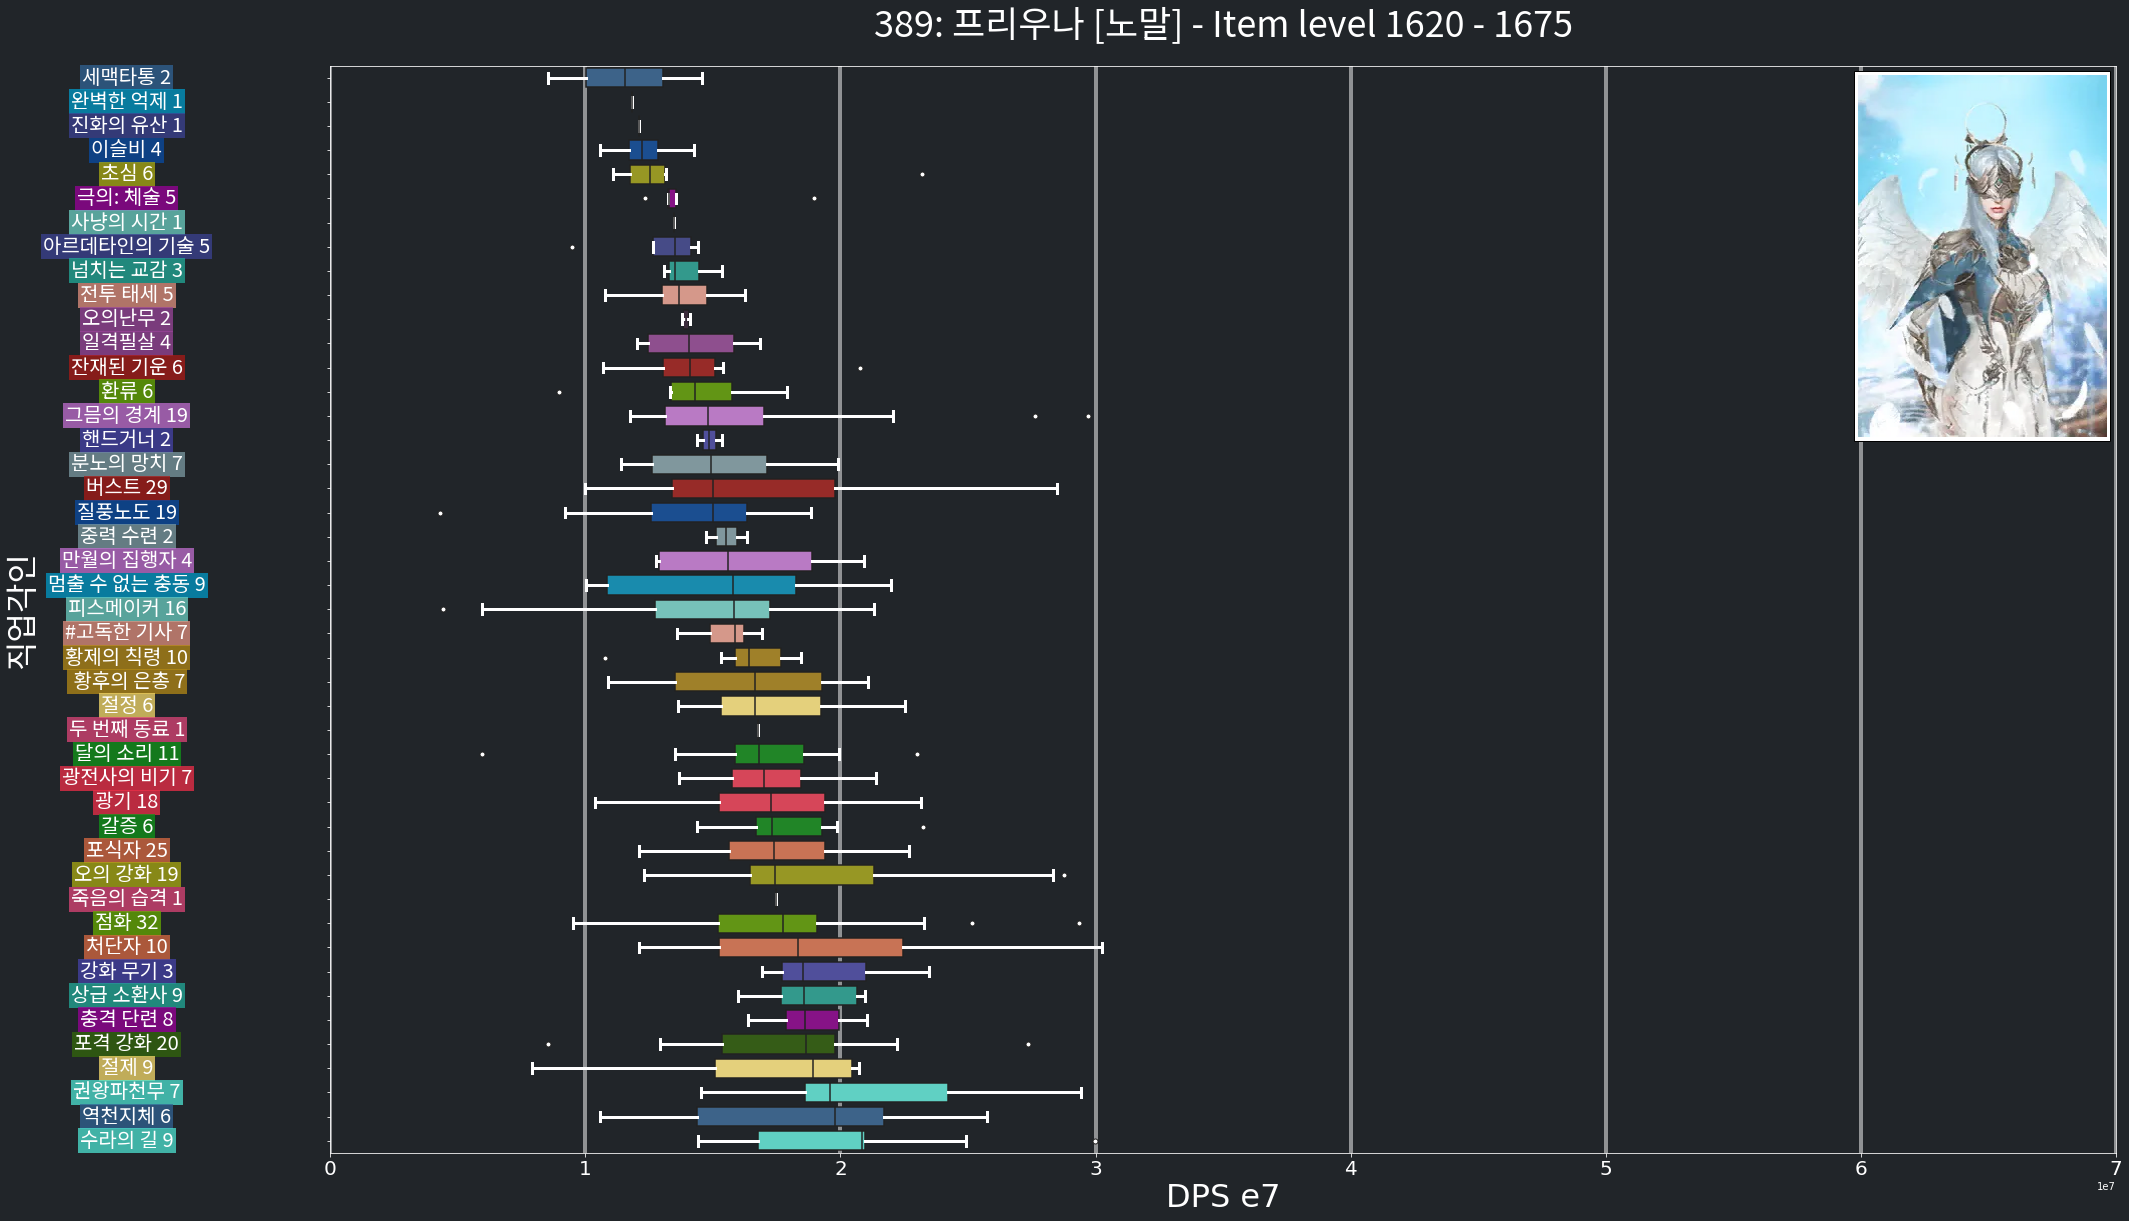 389: 프리우나 [노말] - Item level 1620 - 1675
직업각인
세맥타통 2
완벽한 억제 1
진화의 유산 1
이슬비 4
초심 6
극의: 체술 5
사냥의 시간 1
아르데타인의 기술 5
넘치는 교감 3
전투 태세 5
오의난무 2
일격필살 4
잔재된 기운 6
환류 6
그믐의 경계 19
핸드거너 2
분노의 망치 7
버스트 29
질풍노도 19
중력 수련 2
만월의 집행자 4
멈출 수 없는 충동 9
피스메이커 16
#고독한 기사 7
황제의 칙령 10
황후의 은총 7
절정 6
두 번째 동료 1
달의 소리 11
광전사의 비기 7
광기 18
갈증 6
포식자 25
오의 강화 19
죽음의 습격 1
점화 32
처단자 10
강화 무기 3
상급 소환사 9
충격 단련 8
포격 강화 20
절제 9
권왕파천무 7
역천지체 6
수라의 길 9
0 1 2 3 4 5 6 7
1e7
DPS e7